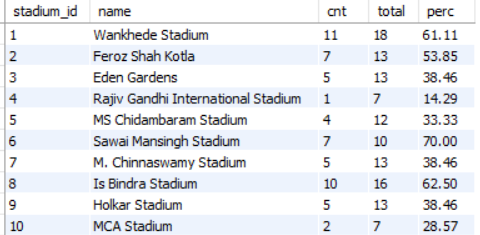 stadium_id name cnt total perc
1 Wankhede Stadium 11 18 61.11
2 Feroz Shah Kotla 7 13 53.85
3 Eden Gardens 5 13 38.46
4 Rajiv Gandhi International Stadium 1 7 14.29
5 MS Chidambaram Stadium 4 12 33.33
6 Sawai Mansingh Stadium 7 10 70.00
7 M. Chinnaswamy Stadium 5 13 38.46
8 Is Bindra Stadium 10 16 62.50
9 Holkar Stadium 5 13 38.46
10 MCA Stadium 2 7 28.57